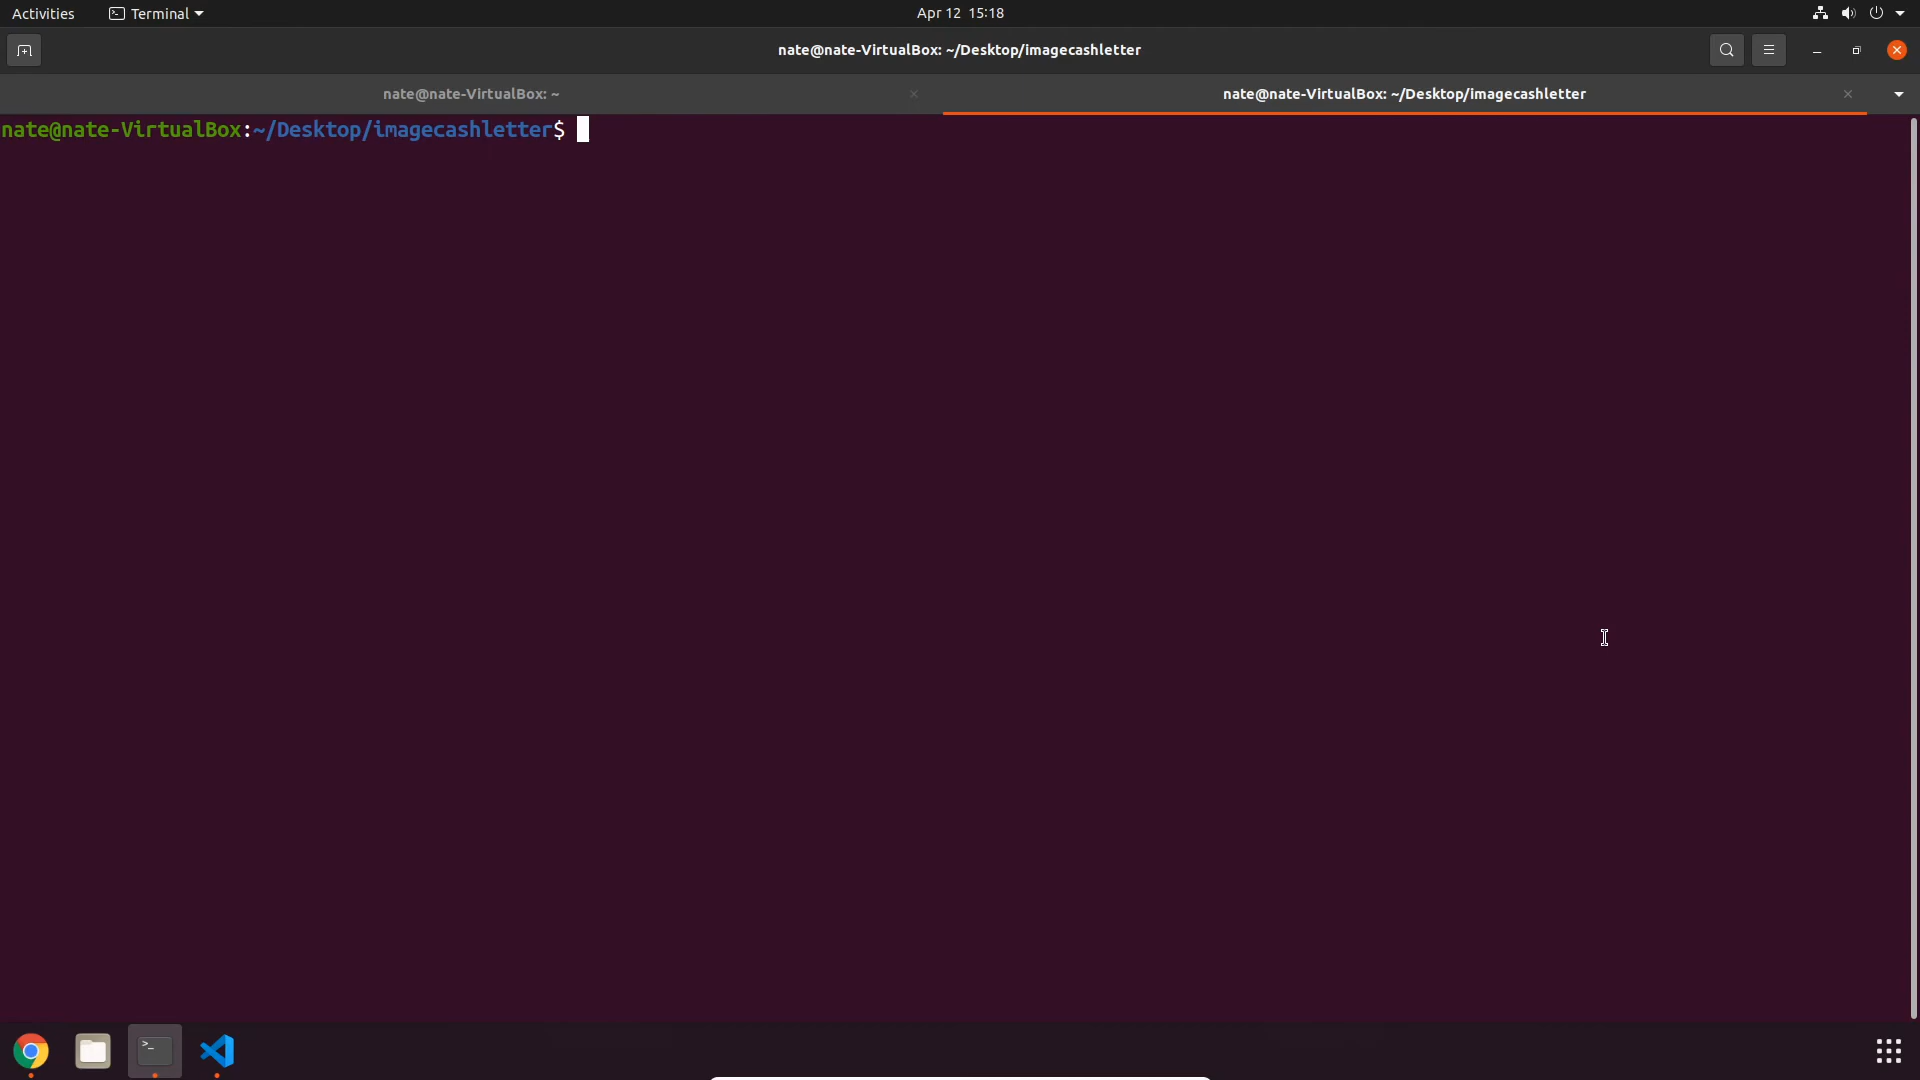 Activities Terminal Apr 12 15:18
nate@nate-VirtualBox: ~/Desktop/imagecashletter
nate@nate-VirtualBox: ~ nate@nate-VirtualBox: ~/Desktop/imagecashletter
nate@nate-VirtualBox:~/Desktop/imagecashletter$